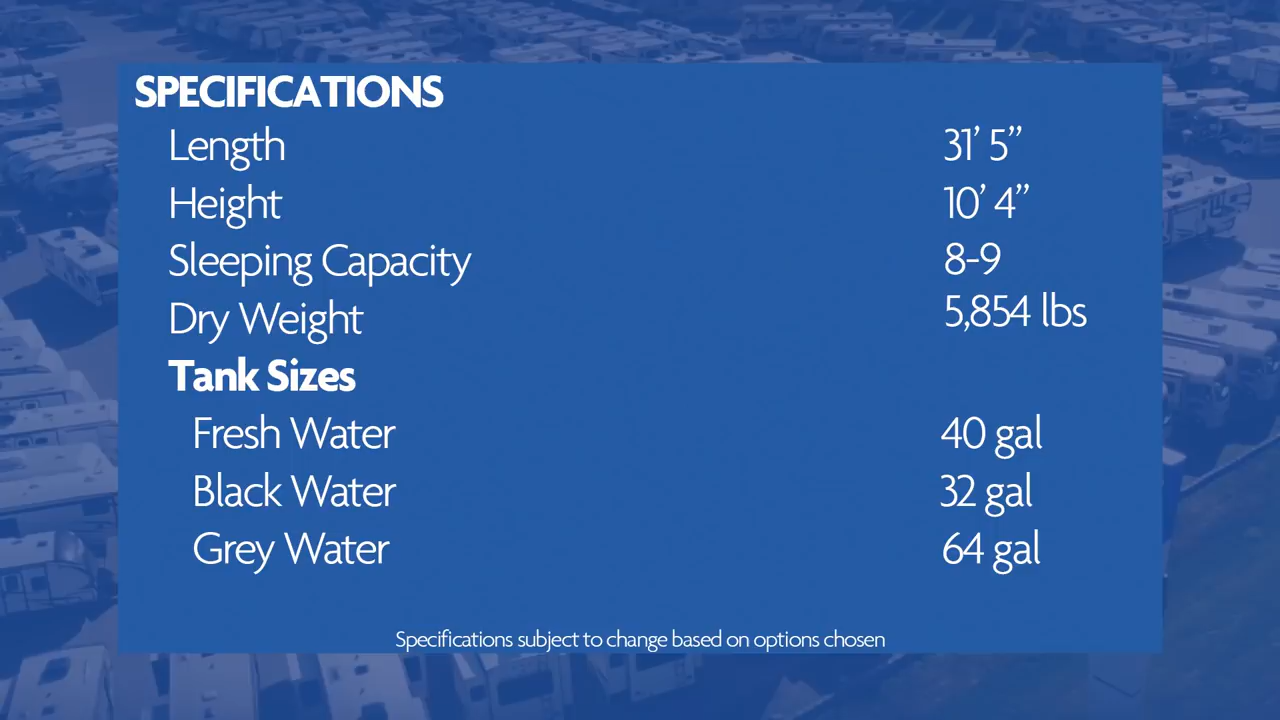 SPECIFICATIONS
Length 31’ 5”
Height 10’ 4”
Sleeping Capacity 8-9
Dry Weight 5,854 lbs
Tank Sizes
Fresh Water 40 gal
Black Water 32 gal
Grey Water 64 gal
Specifications subject to change based on options chosen